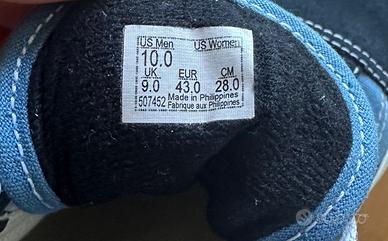 US Men US Women
10.0
UK EUR CM
9.0 43.0 28.0
507452 Made in Philippines
Fabrique aux Philippines